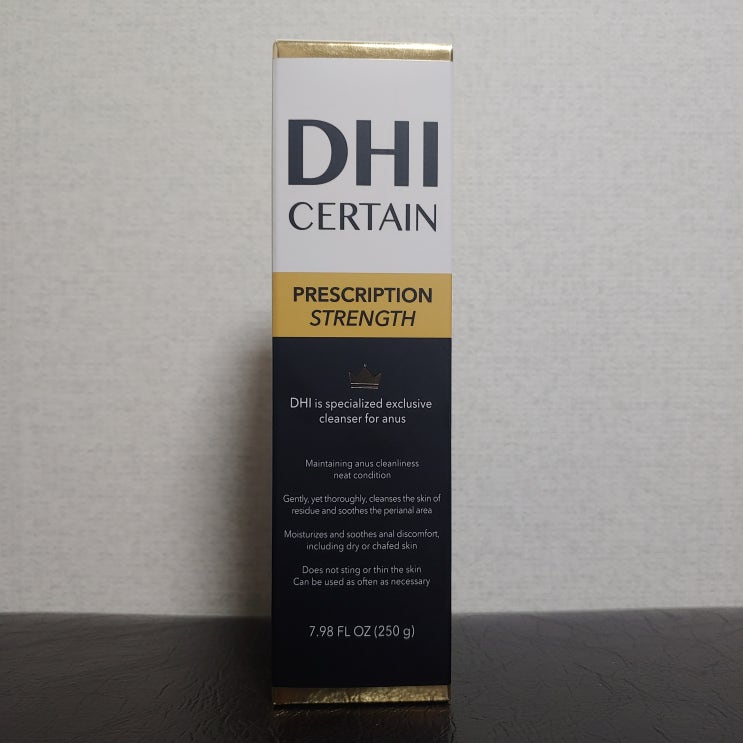 DHI
CERTAIN
PRESCRIPTION
STRENGTH
DHI is specialized exclusive
cleanser for anus
Maintaining anus cleanliness
neat condition
Gently, yet thoroughly, cleanses the skin of
residue and soothes the perianal area
Moisturizes and soothes anal discomfort,
including dry or chafed skin
Does not sting or thin the skin
Can be used as often as necessary
7.98 FL OZ (250 g)